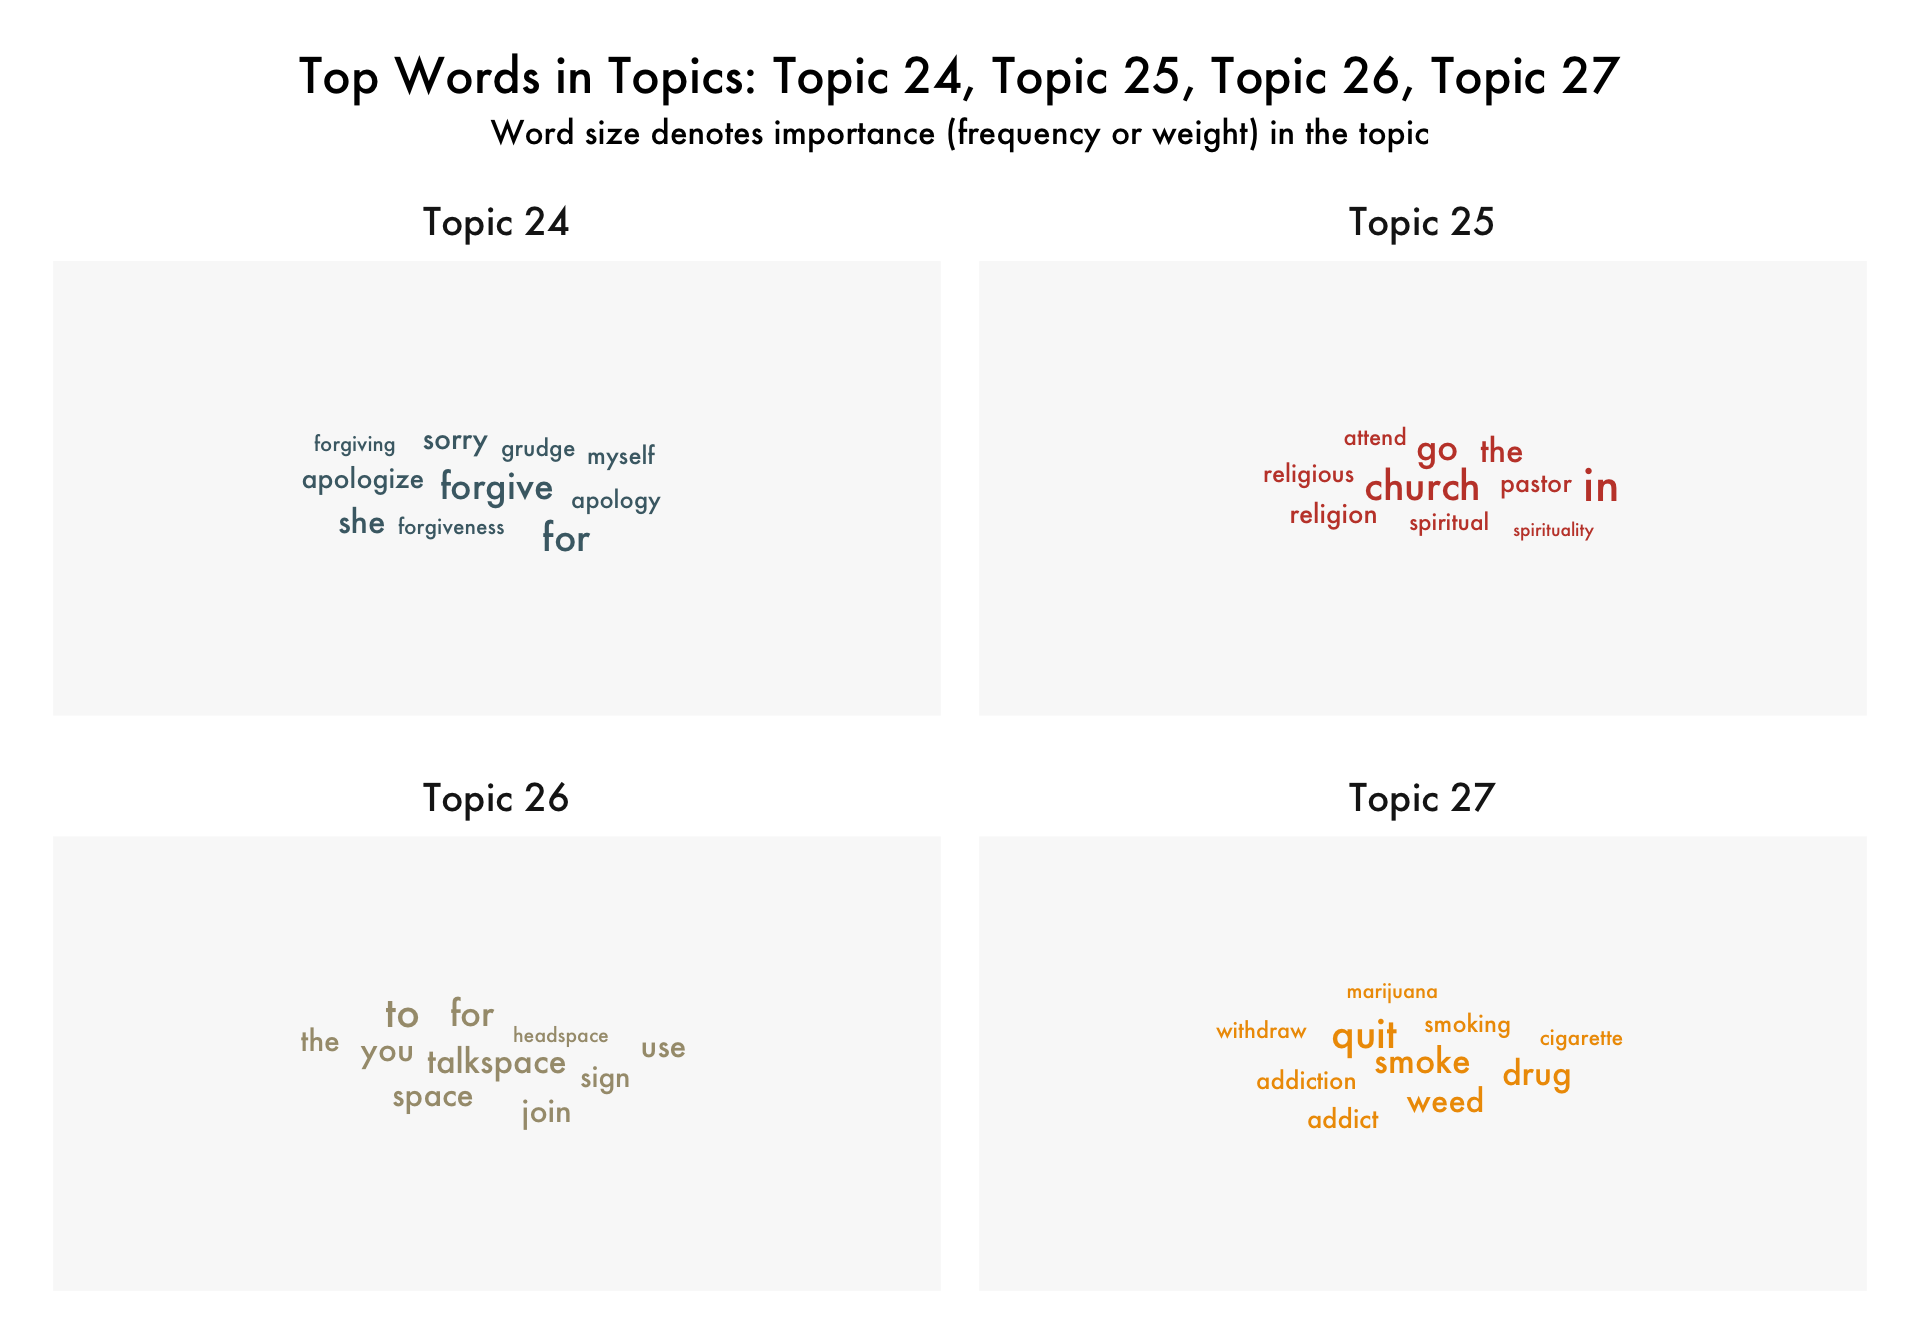 Top Words in Topics: Topic 24, Topic 25, Topic 26, Topic 27
Word size denotes importance (frequency or weight) in the topic
Topic 24
forgiving sorry grudge myself
apologize forgive apology
she forgiveness for
Topic 25
attend go the
religious church pastor in
religion spiritual spirituality
Topic 26
to for
the you talkspace headspace use
space sign
join
Topic 27
marijuana
withdraw quit smoking cigarette
smoke
addiction drug
addict weed